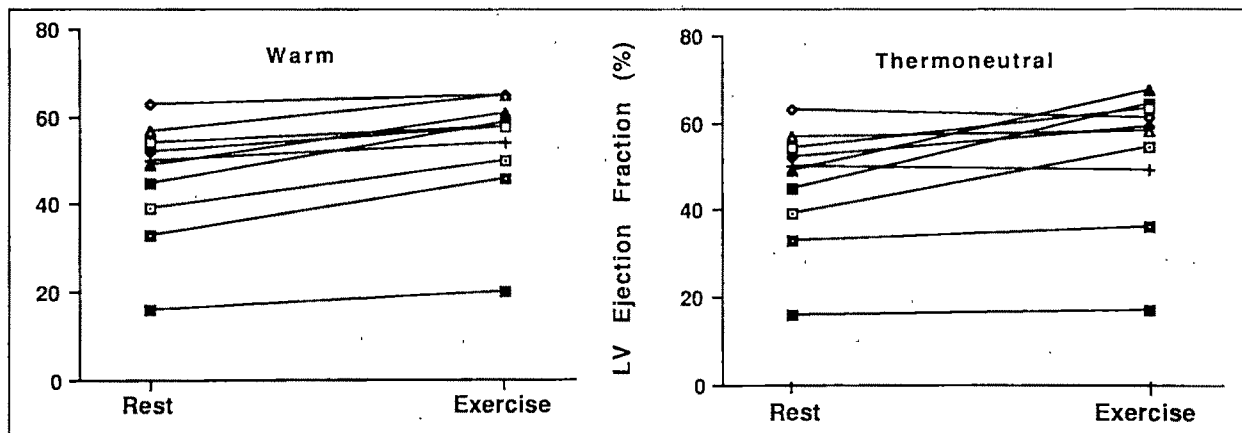 Warm
80
60
40
20
0
Rest
Exercise
LV Ejection Fraction (%)
Thermoneutral
80
60
40
20
0
Rest
Exercise